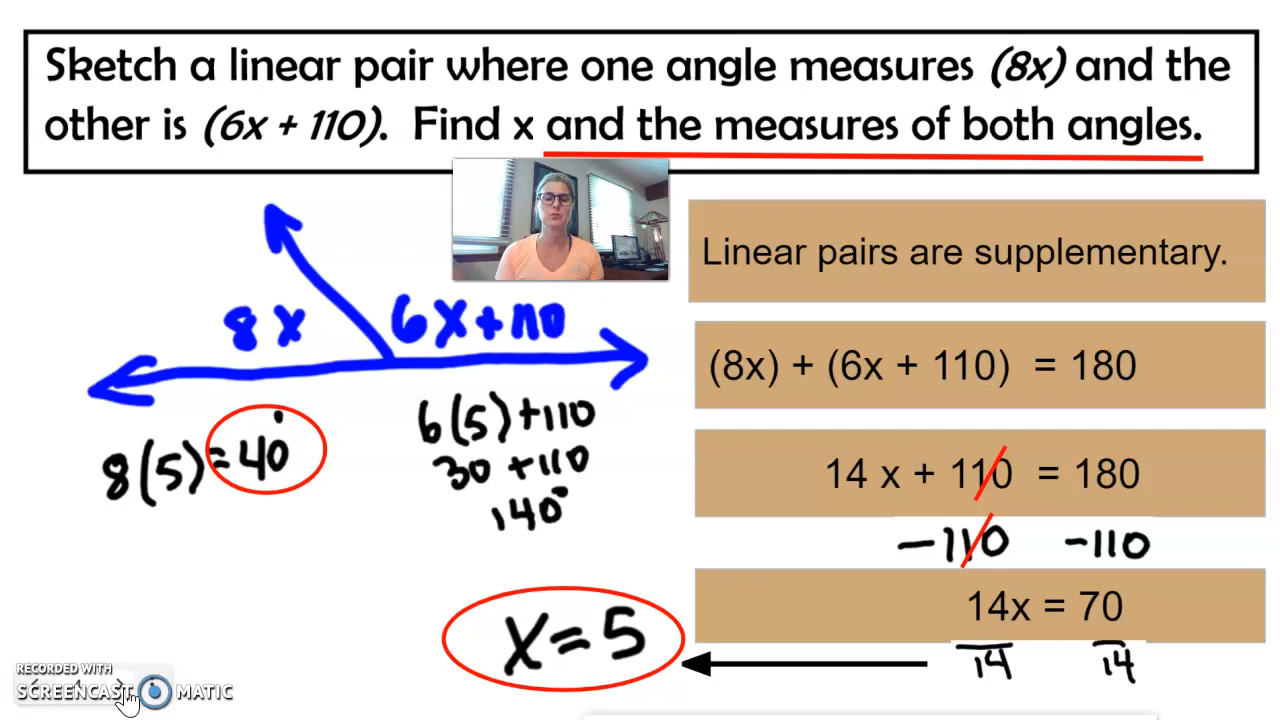 Sketch a linear pair where one angle measures (8x) and the
other is (6x + 110). Find x and the measures of both angles.
Linear pairs are supplementary.
8x
6x+110
(8x) + (6x + 110) = 180
8(5)=40°
6(5)+110
30 +110
140°
14 x + 110 = 180
-110 -110
14x = 70
14 14
x=5
RECORDED WITH
SCREENCAST MATIC